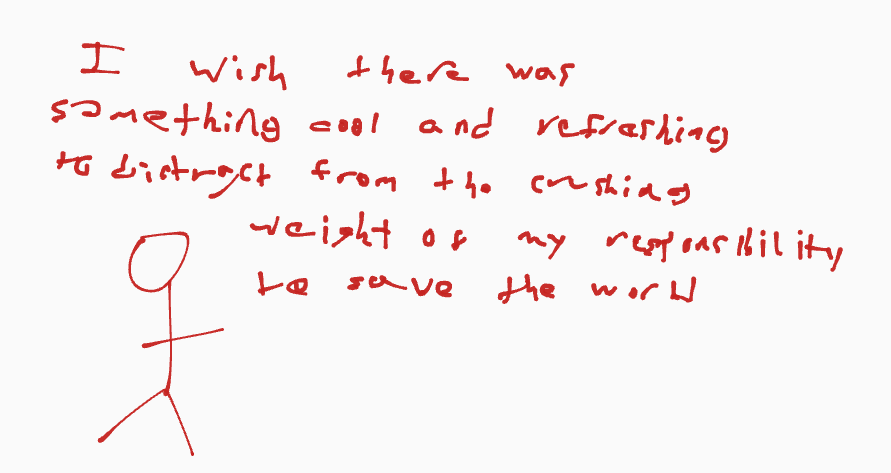 I wish there was
something cool and refreshing
to distract from the crushing
weight of my responsibility
to save the world